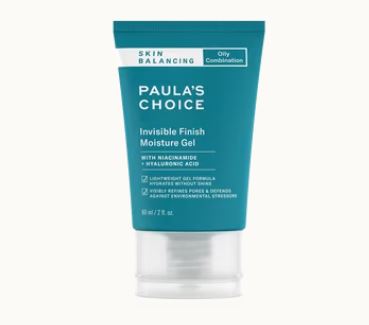 SKIN
BALANCING
Oily
Combination
PAULA'S
CHOICE
Invisible Finish
Moisture Gel
WITH NIACINAMIDE
+ HYALURONIC ACID
LIGHTWEIGHT GEL FORMULA
HYDRATES WITHOUT SHINE
VISIBLY REFINES PORES & DEFENDS
AGAINST ENVIRONMENTAL STRESSORS
60 ml / 2 fl. oz.